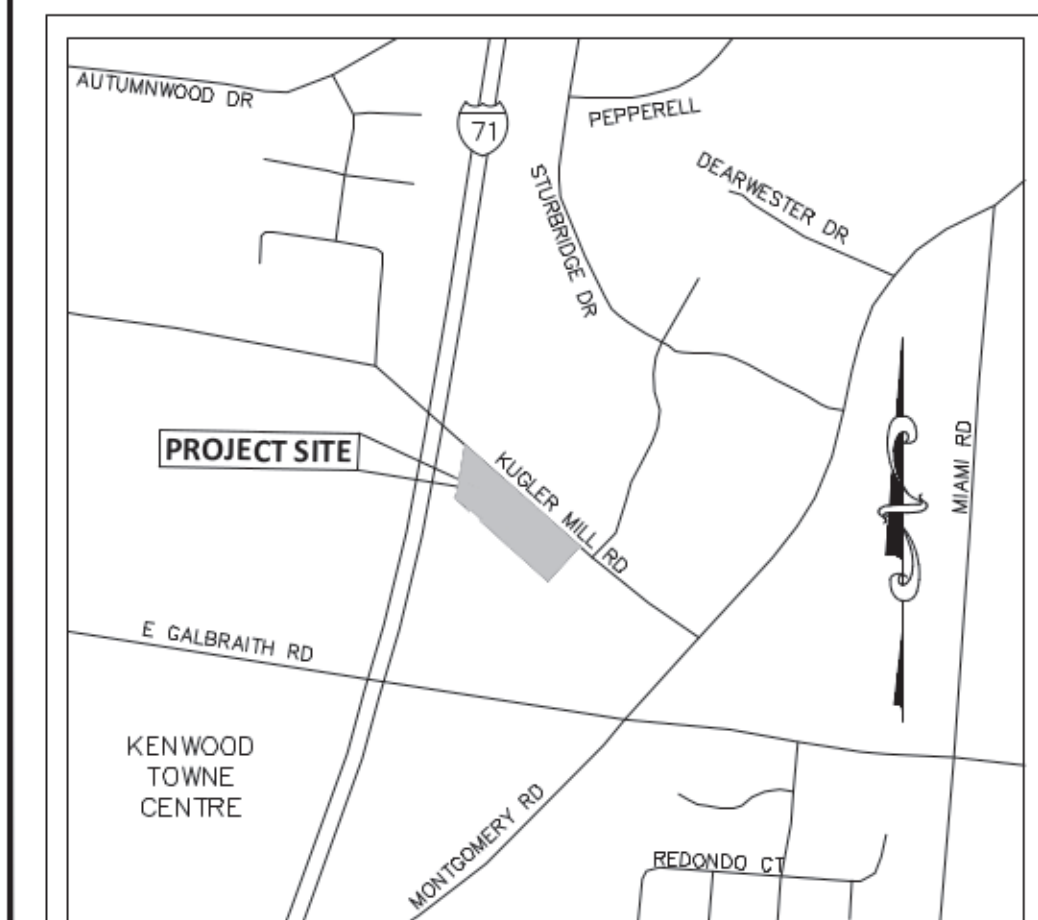 AUTUMNWOOD DR
71
PEPPERELL
DEARWESTER DR
STURBRIDGE DR
PROJECT SITE
KUGLER MILL RD
MIAMI RD
E GALBRAITH RD
KENWOOD
TOWNE
CENTRE
MONTGOMERY RD
REDONDO CT